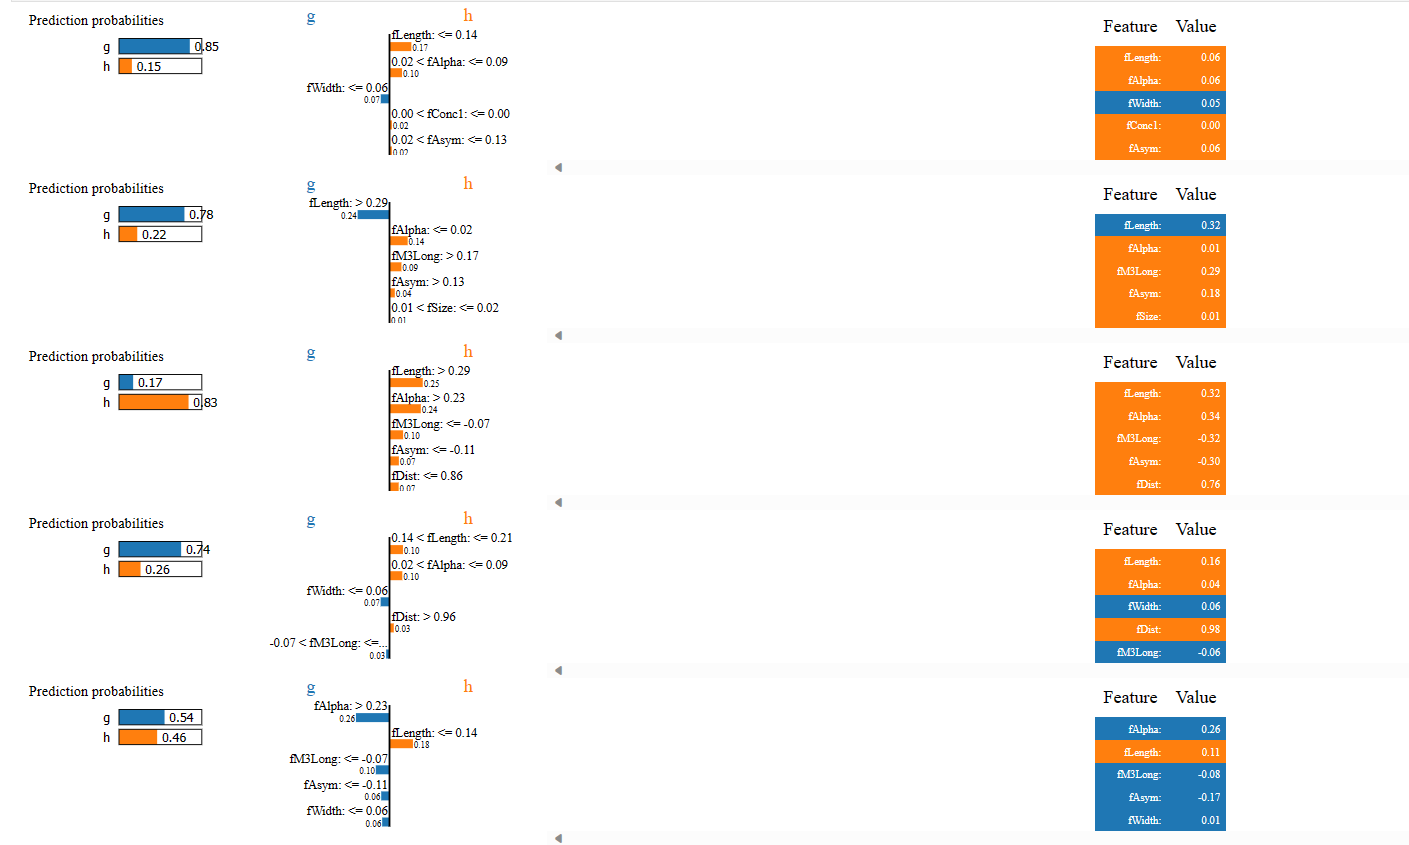 Prediction probabilities
g 0.85
h 0.15
g h
fLength: <= 0.14
0.17
0.02 < fAlpha: <= 0.09
0.10
fWidth: <= 0.06
0.07
0.00 < fConc1: <= 0.00
0.02
0.02 < fAsym: <= 0.13
0.02
Feature Value
fLength: 0.06
fAlpha: 0.06
fWidth: 0.05
fConc1: 0.00
fAsym: 0.06
Prediction probabilities
g 0.78
h 0.22
g h
fLength: > 0.29
0.24
fAlpha: <= 0.02
0.14
fM3Long: > 0.17
0.09
fAsym: > 0.13
0.04
0.01 < fSize: <= 0.02
0.01
Feature Value
fLength: 0.32
fAlpha: 0.01
fM3Long: 0.29
fAsym: 0.18
fSize: 0.01
Prediction probabilities
g 0.17
h 0.83
g h
fLength: > 0.29
0.25
fAlpha: > 0.23
0.24
fM3Long: <= -0.07
0.10
fAsym: <= -0.11
0.07
fDist: <= 0.86
0.07
Feature Value
fLength: 0.32
fAlpha: 0.34
fM3Long: -0.32
fAsym: -0.30
fDist: 0.76
Prediction probabilities
g 0.74
h 0.26
g h
0.14 < fLength: <= 0.21
0.10
0.02 < fAlpha: <= 0.09
0.10
fWidth: <= 0.06
0.07
fDist: > 0.96
0.03
-0.07 < fM3Long: <=...
0.03
Feature Value
fLength: 0.16
fAlpha: 0.04
fWidth: 0.06
fDist: 0.98
fM3Long: -0.06
Prediction probabilities
g 0.54
h 0.46
g h
fAlpha: > 0.23
0.26
fLength: <= 0.14
0.18
fM3Long: <= -0.07
0.10
fAsym: <= -0.11
0.06
fWidth: <= 0.06
0.06
Feature Value
fAlpha: 0.26
fLength: 0.11
fM3Long: -0.08
fAsym: -0.17
fWidth: 0.01